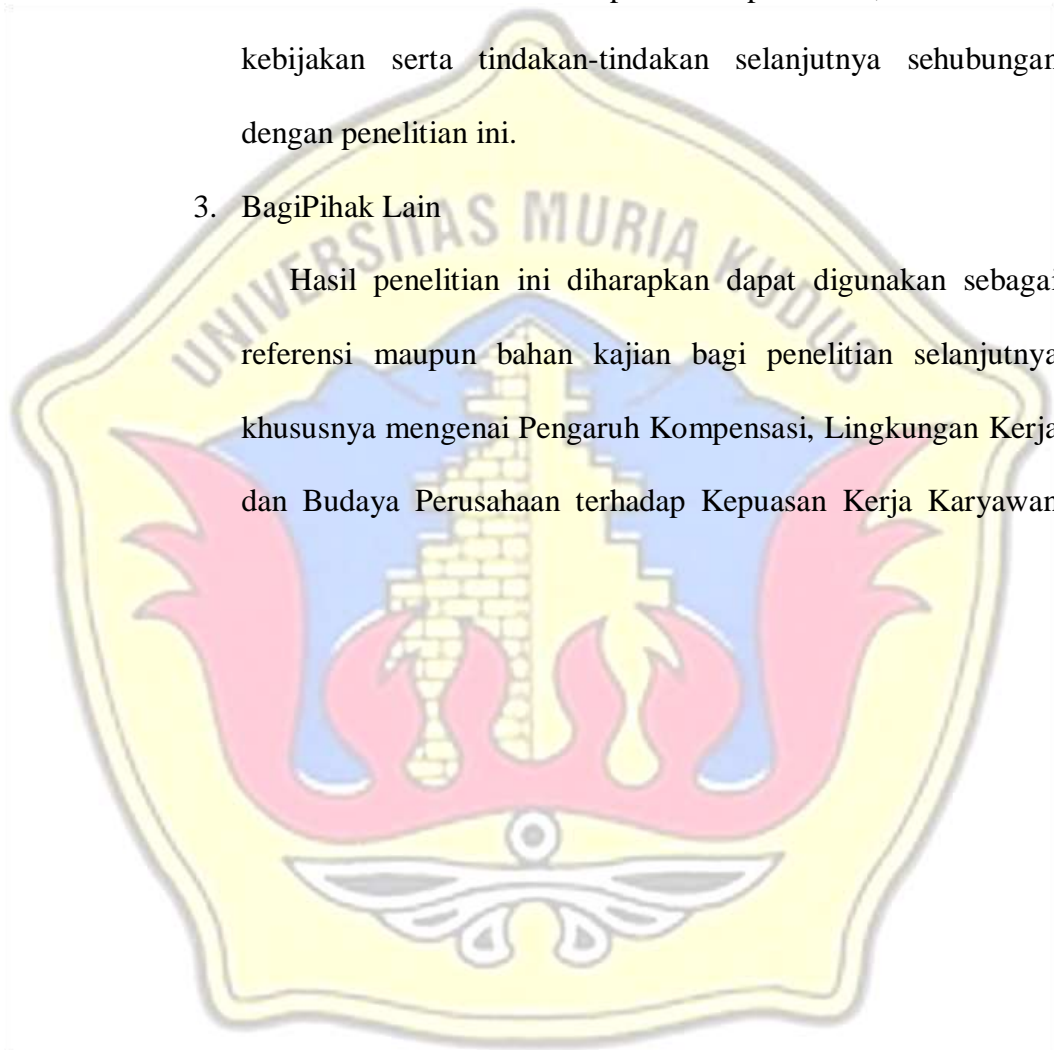 kebijakan serta tindakan-tindakan selanjutnya sehubungan
dengan penelitian ini.
3. BagiPihak Lain
UNIVERSITAS MURIA KUDUS
Hasil penelitian ini diharapkan dapat digunakan sebagai
referensi maupun bahan kajian bagi penelitian selanjutnya
khususnya mengenai Pengaruh Kompensasi, Lingkungan Kerja
dan Budaya Perusahaan terhadap Kepuasan Kerja Karyawan